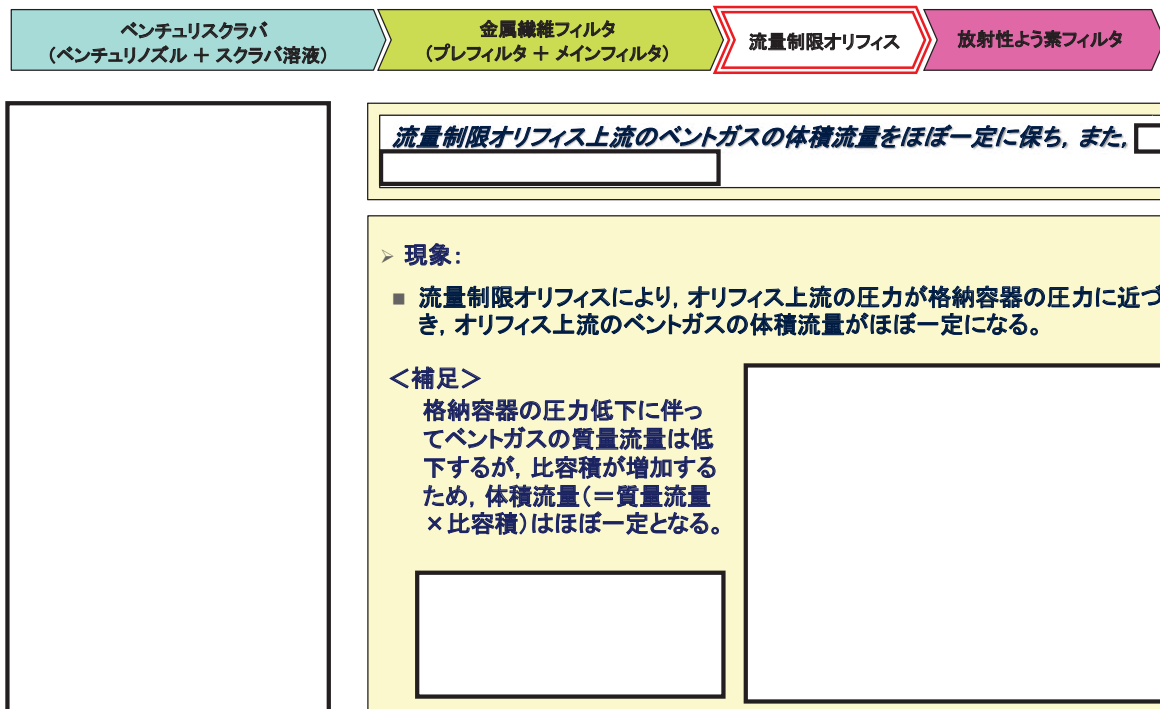 ベンチュリスクラバ
(ベンチュリノズル + スクラバ溶液)
金属繊維フィルタ
(プレフィルタ + メインフィルタ)
流量制限オリフィス
放射性よう素フィルタ
流量制限オリフィス上流のベントガスの体積流量をほぼ一定に保ち, また,
現象:
流量制限オリフィスにより, オリフィス上流の圧力が格納容器の圧力に近づ
き, オリフィス上流のベントガスの体積流量がほぼ一定になる。
<補足>
格納容器の圧力低下に伴っ
てベントガスの質量流量は低
下するが, 比容積が増加する
ため, 体積流量(=質量流量
×比容積)はほぼ一定となる。